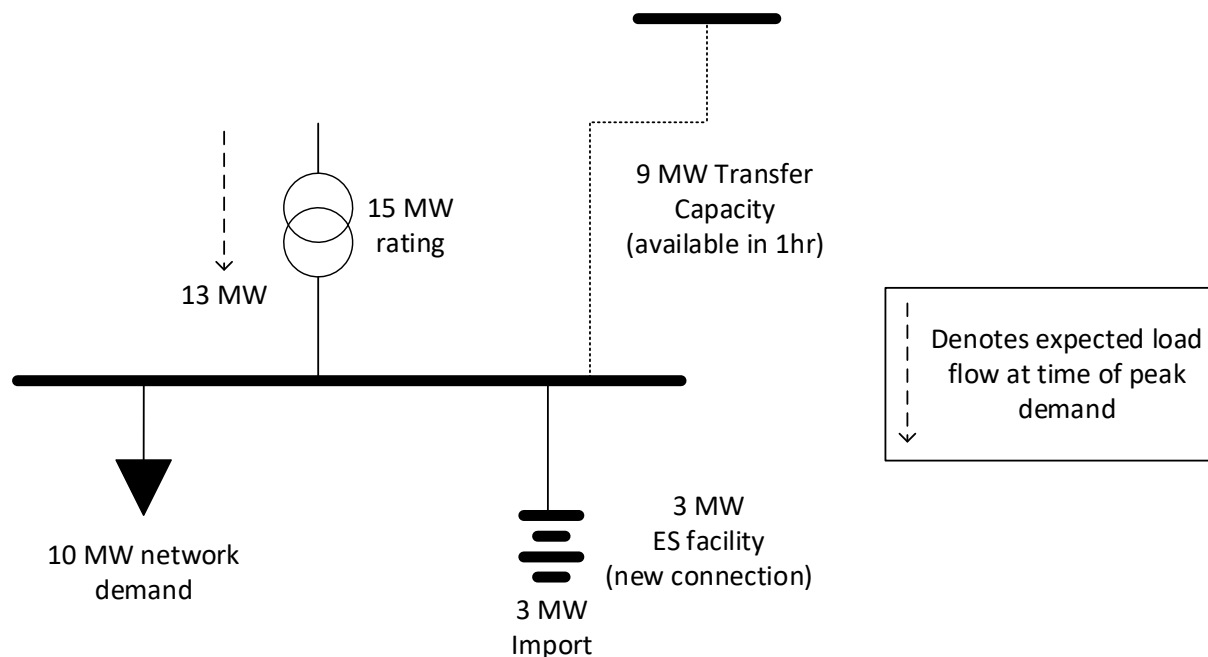 15 MW
rating
13 MW
9 MW Transfer
Capacity
(available in 1hr)
Denotes expected load
flow at time of peak
demand
10 MW network
demand
3 MW
ES facility
(new connection)
3 MW
Import